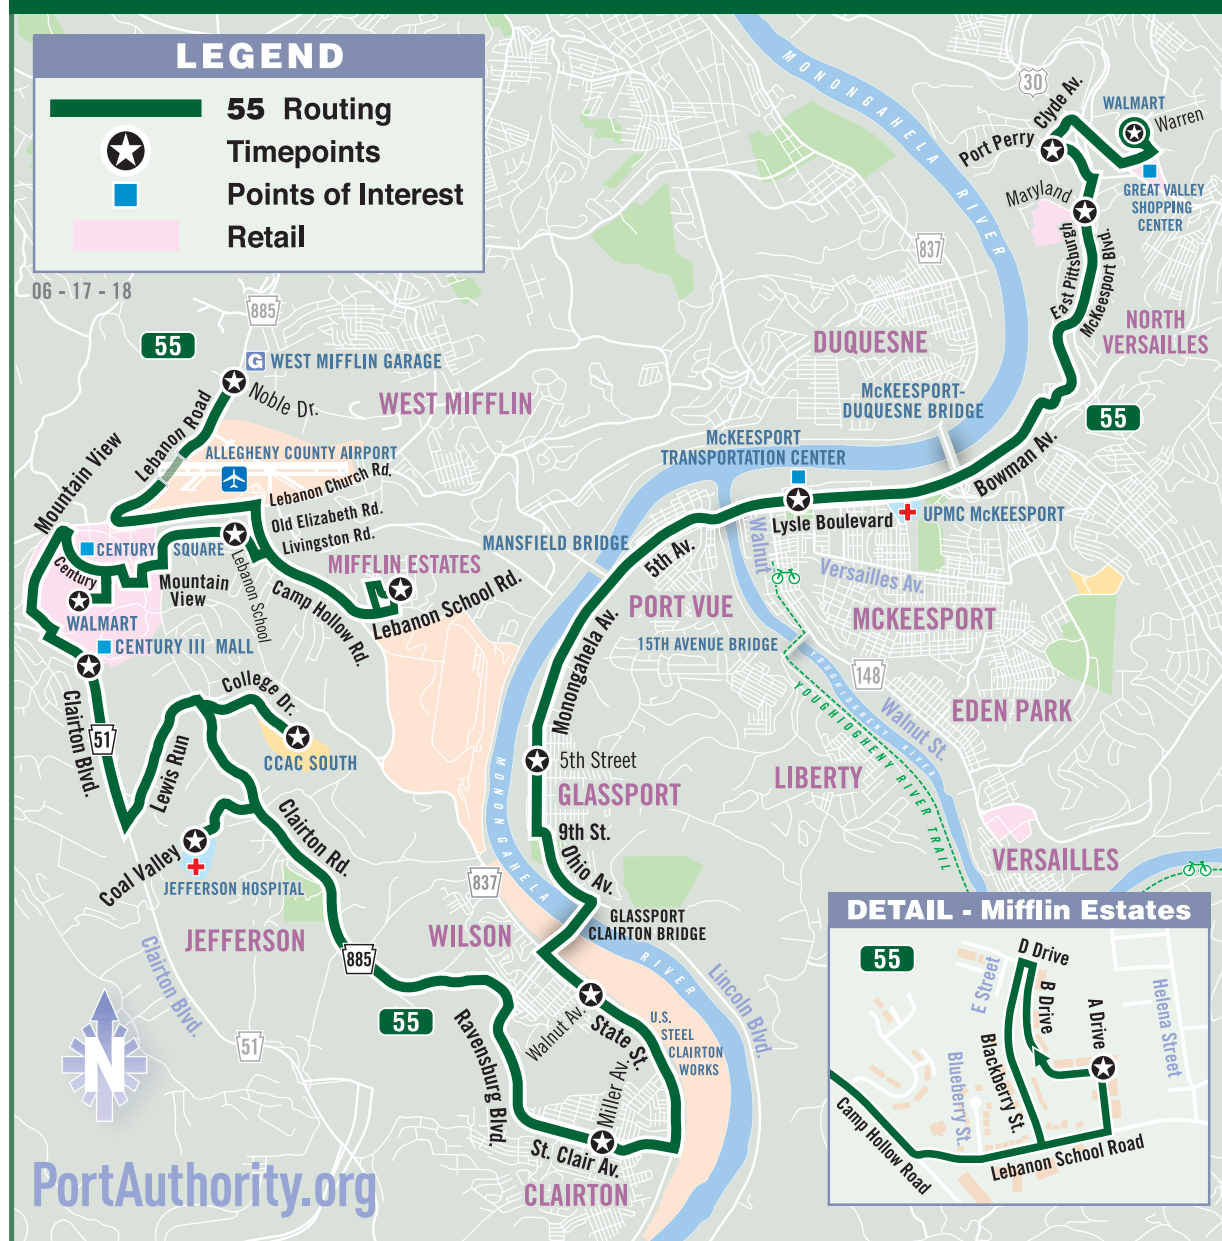 LEGEND
55 Routing
Timepoints
Points of Interest
Retail
06 - 17 - 18
885
55
G
WEST MIFFLIN GARAGE
Noble Dr.
Lebanon Road
WEST MIFFLIN
ALLEGHENY COUNTY AIRPORT
Mountain View
Lebanon Church Rd.
Old Elizabeth Rd.
Livingston Rd.
CENTURY SQUARE
Century
Mountain
View
Lebanon School
MIFFLIN ESTATES
WALMART
CENTURY III MALL
Camp Hollow Rd.
Lebanon School Rd.
Clairton Blvd.
51
College Dr.
CCAC SOUTH
Lewis Run
Clairton Rd.
Coal Valley
JEFFERSON HOSPITAL
JEFFERSON
885
Clairton Blvd.
51
55
N
PortAuthority.org
MONONGAHELA RIVER
30
Clyde Av.
WALMART
Warren
Port Perry
GREAT VALLEY
SHOPPING
CENTER
Maryland
East Pittsburgh
McKeesport Blvd.
837
NORTH
VERSAILLES
DUQUESNE
McKEESPORT-
DUQUESNE BRIDGE
55
McKEESPORT
TRANSPORTATION CENTER
Bowman Av.
Lysle Boulevard
UPMC McKEESPORT
MANSFIELD BRIDGE
5th Av.
Walnut
Versailles Av.
PORT VUE
MCKEESPORT
15TH AVENUE BRIDGE
Monongahela Av.
148
YOUGHIOGHENY RIVER
Walnut St.
EDEN PARK
YOUGHIOGHENY RIVER TRAIL
5th Street
LIBERTY
GLASSPORT
9th St.
Ohio Av.
VERSAILLES
MONONGAHELA RIVER
837
WILSON
GLASSPORT
CLAIRTON BRIDGE
Lincoln Blvd.
Walnut Av.
State St.
U.S.
STEEL
CLAIRTON
WORKS
Ravensburg Blvd.
Miller Av.
St. Clair Av.
CLAIRTON
DETAIL - Mifflin Estates
55
D Drive
E Street
B Drive
A Drive
Helena Street
Blackberry St.
Blueberry St.
Camp Hollow Road
Lebanon School Road